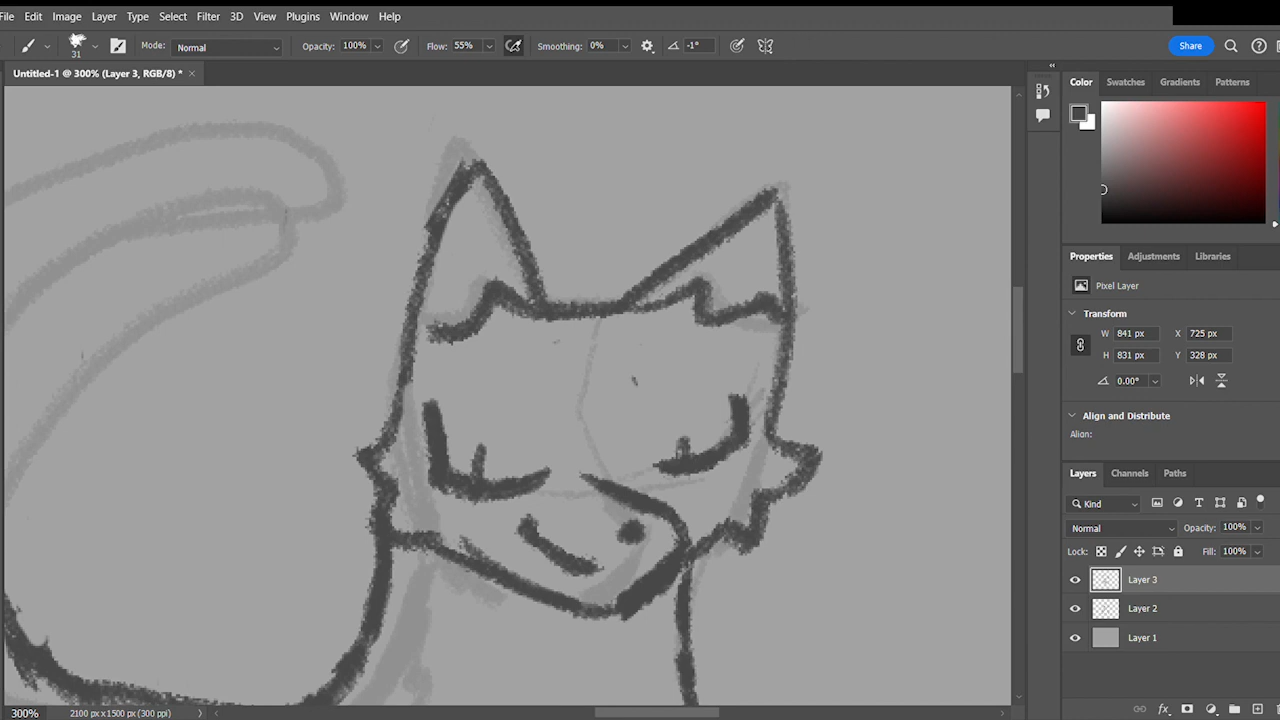 File Edit Image Layer Type Select Filter 3D View Plugins Window Help
31 Mode: Normal Opacity: 100% Flow: 55% Smoothing: 0% -1° Share
Untitled-1 @ 300% (Layer 3, RGB/8) * ×
Color Swatches Gradients Patterns
Properties Adjustments Libraries
Pixel Layer
Transform
W 841 px X 725 px
H 831 px Y 328 px
0.00°
Align and Distribute
Align:
Layers Channels Paths
Kind
Normal Opacity: 100%
Lock: Fill: 100%
Layer 3
Layer 2
Layer 1
fx
300% 2100 px x 1500 px (300 ppi)